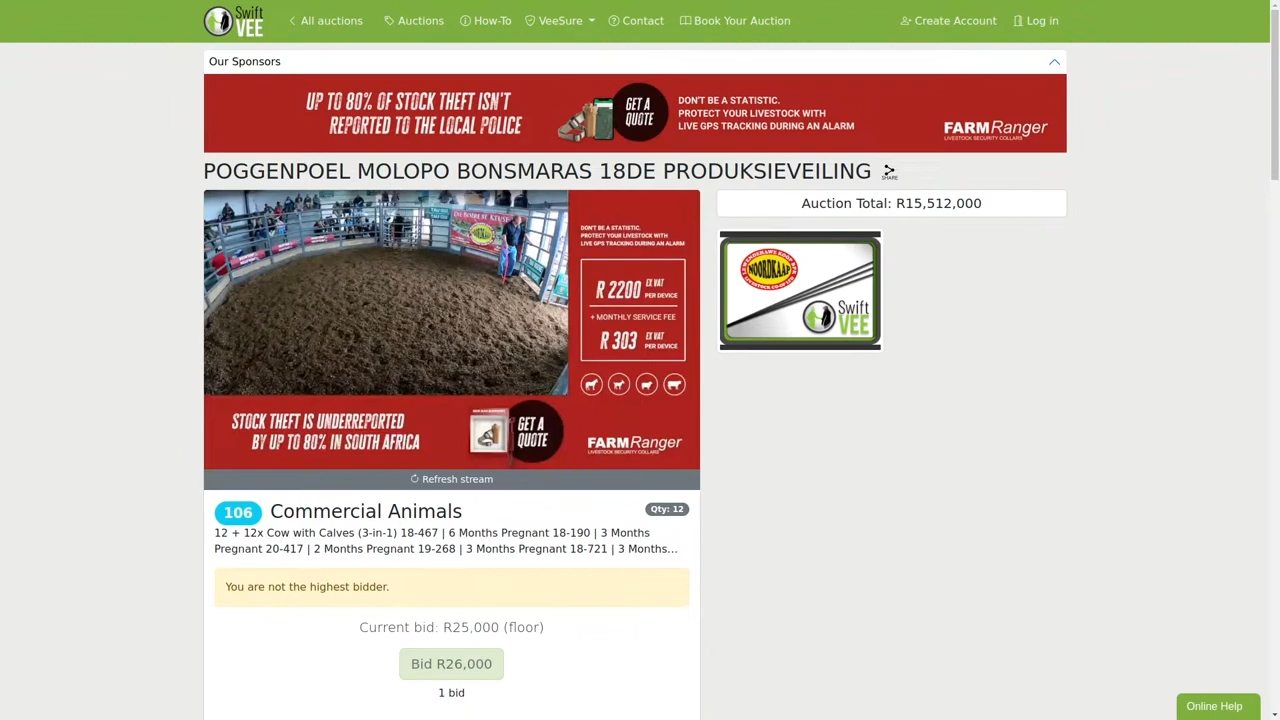 Swift VEE
All auctions
Auctions
How-To
VeeSure
Contact
Book Your Auction
Create Account
Log in
Our Sponsors
UP TO 80% OF STOCK THEFT ISN'T
REPORTED TO THE LOCAL POLICE
GET A
QUOTE
DON'T BE A STATISTIC.
PROTECT YOUR LIVESTOCK WITH
LIVE GPS TRACKING DURING AN ALARM
FARMRanger
LIVESTOCK SECURITY COLLARS
POGGENPOEL MOLOPO BONSMARAS 18DE PRODUKSIEVEILING
SHARE
DON'T BE A STATISTIC.
PROTECT YOUR LIVESTOCK WITH
LIVE GPS TRACKING DURING AN ALARM
R 2200 EX VAT
PER DEVICE
+ MONTHLY SERVICE FEE
R 303 EX VAT
PER DEVICE
STOCK THEFT IS UNDERREPORTED
BY UP TO 80% IN SOUTH AFRICA
GET A
QUOTE
FARMRanger
LIVESTOCK SECURITY COLLARS
Refresh stream
Auction Total: R15,512,000
NOORDKAAP
Swift
VEE
106 Commercial Animals
Qty: 12
12 + 12x Cow with Calves (3-in-1) 18-467 | 6 Months Pregnant 18-190 | 3 Months
Pregnant 20-417 | 2 Months Pregnant 19-268 | 3 Months Pregnant 18-721 | 3 Months...
You are not the highest bidder.
Current bid: R25,000 (floor)
Bid R26,000
1 bid
Online Help